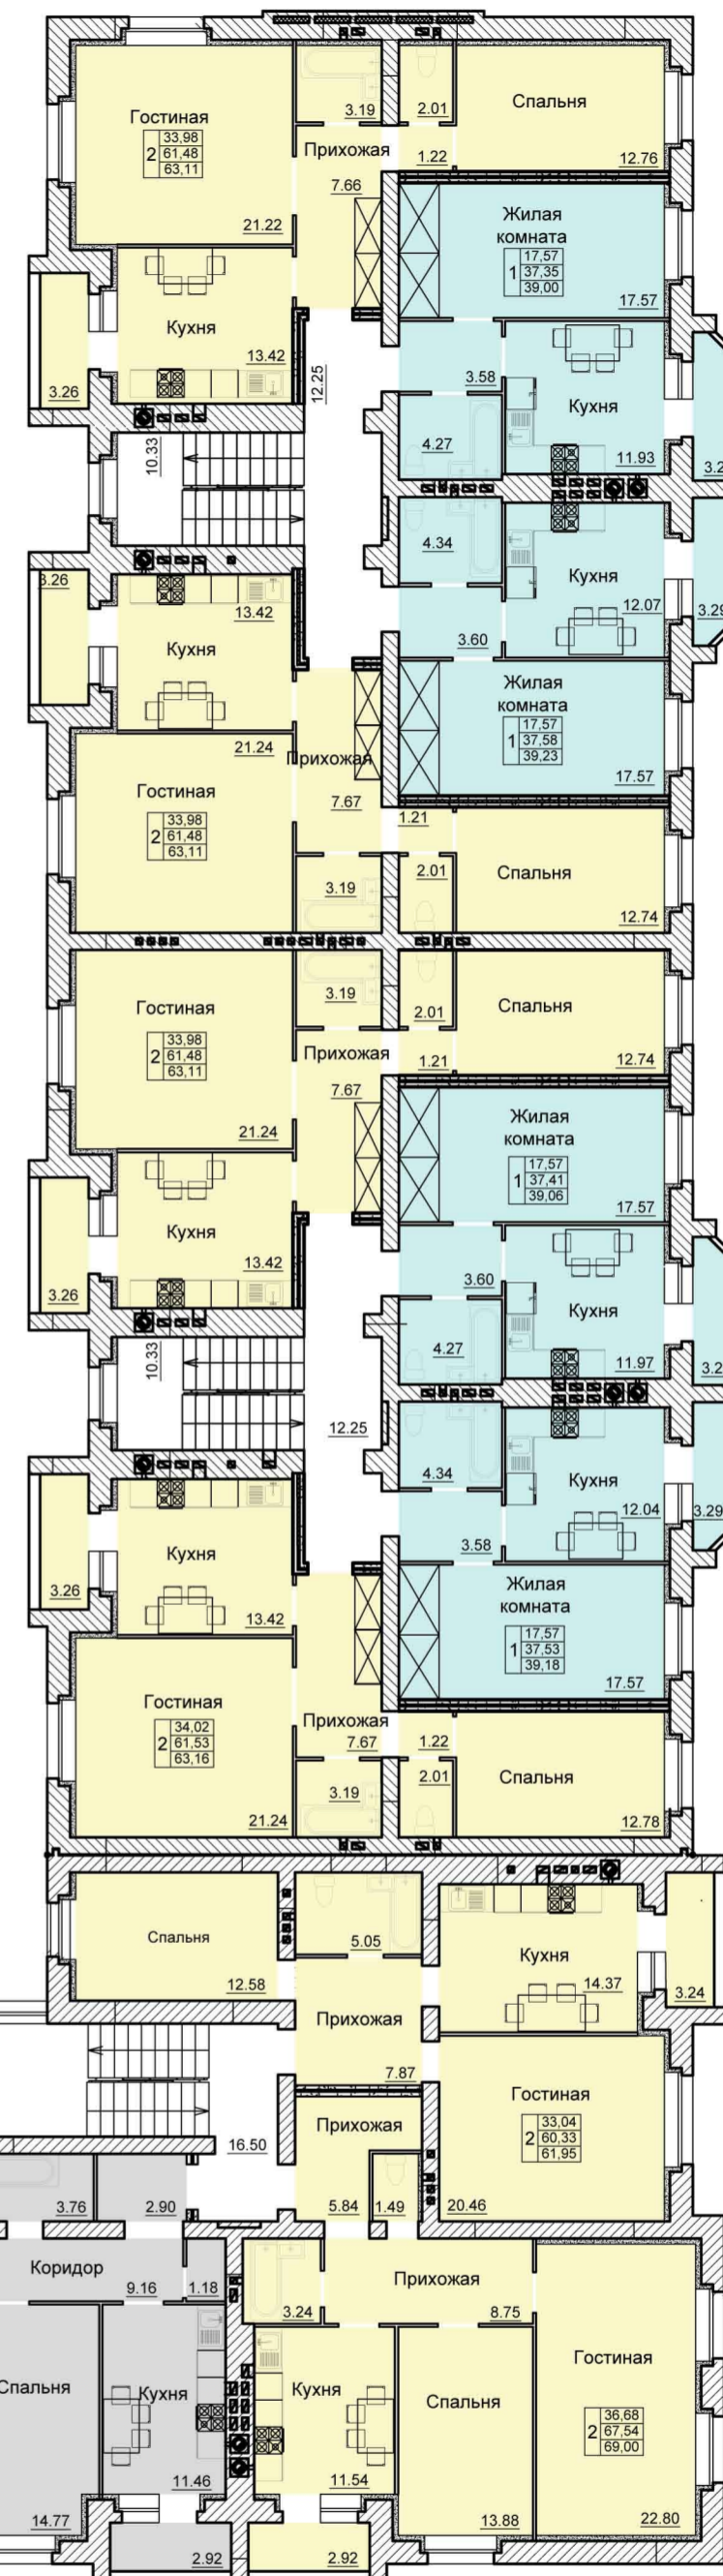 3.19
2.01
Спальня
Гостиная
2 33,98 61,48 63,11
Прихожая
1.22
12.76
7.66
21.22
Жилая
комната
1 17,57 37,35 39,00
17.57
Кухня
13.42
3.26
12.25
3.58
Кухня
4.27
11.93
10.33
4.34
Кухня
12.07
3.29
3.26
13.42
Кухня
3.60
Жилая
комната
1 17,57 37,58 39,23
17.57
21.24
Прихожая
Гостиная
2 33,98 61,48 63,11
7.67
1.21
2.01
Спальня
3.19
12.74
3.19
2.01
Спальня
Гостиная
2 33,98 61,48 63,11
Прихожая
1.21
12.74
7.67
21.24
Жилая
комната
1 17,57 37,41 39,06
17.57
Кухня
13.42
3.26
3.60
Кухня
4.27
11.97
10.33
12.25
4.34
Кухня
12.04
3.29
Кухня
3.58
3.26
13.42
Жилая
комната
1 17,57 37,53 39,18
17.57
Гостиная
2 34,02 61,53 63,16
Прихожая
7.67
1.22
2.01
Спальня
3.19
21.24
12.78
Спальня
5.05
Кухня
12.58
14.37
3.24
Прихожая
7.87
Гостиная
2 33,04 60,33 61,95
Прихожая
16.50
3.76
2.90
5.84
1.49
20.46
Коридор
9.16
1.18
Прихожая
3.24
8.75
Гостиная
Спальня
Кухня
Кухня
Спальня
2 36,68 67,54 69,00
11.46
11.54
14.77
13.88
22.80
2.92
2.92